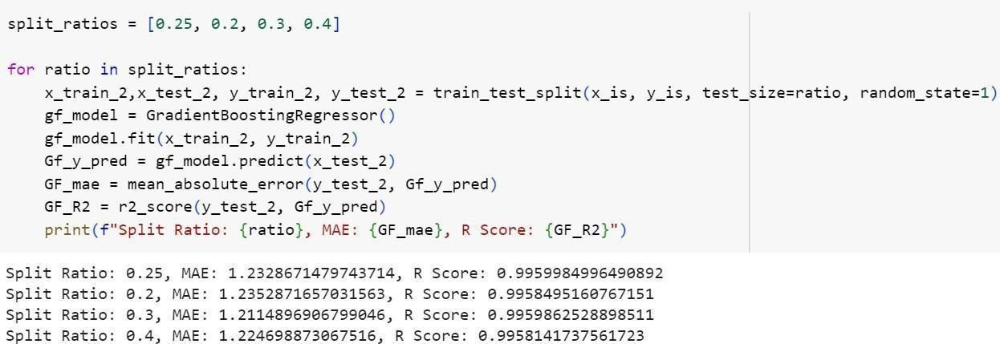 split_ratios = [0.25, 0.2, 0.3, 0.4]
for ratio in split_ratios:
    x_train_2,x_test_2, y_train_2, y_test_2 = train_test_split(x_is, y_is, test_size=ratio, random_state=1)
    gf_model = GradientBoostingRegressor()
    gf_model.fit(x_train_2, y_train_2)
    Gf_y_pred = gf_model.predict(x_test_2)
    GF_mae = mean_absolute_error(y_test_2, Gf_y_pred)
    GF_R2 = r2_score(y_test_2, Gf_y_pred)
    print(f"Split Ratio: {ratio}, MAE: {GF_mae}, R Score: {GF_R2}")
Split Ratio: 0.25, MAE: 1.2328671479743714, R Score: 0.9959984996490892
Split Ratio: 0.2, MAE: 1.2352871657031563, R Score: 0.9958495160767151
Split Ratio: 0.3, MAE: 1.2114896906799046, R Score: 0.9959862528898511
Split Ratio: 0.4, MAE: 1.224698873067516, R Score: 0.9958141737561723